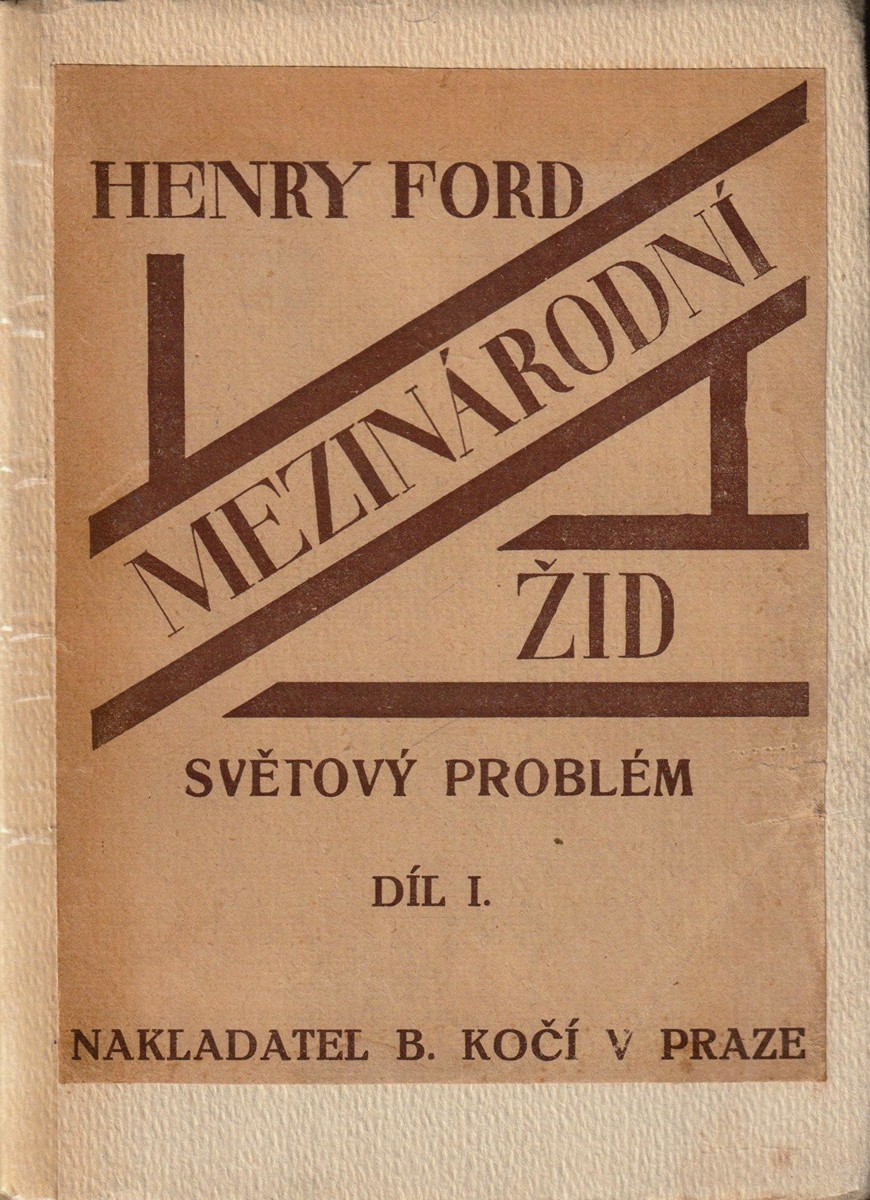 HENRY FORD
MEZINÁRODNÍ
ŽID
SVĚTOVÝ PROBLÉM
DÍL I.
NAKLADATEL B. KOČÍ V PRAZE